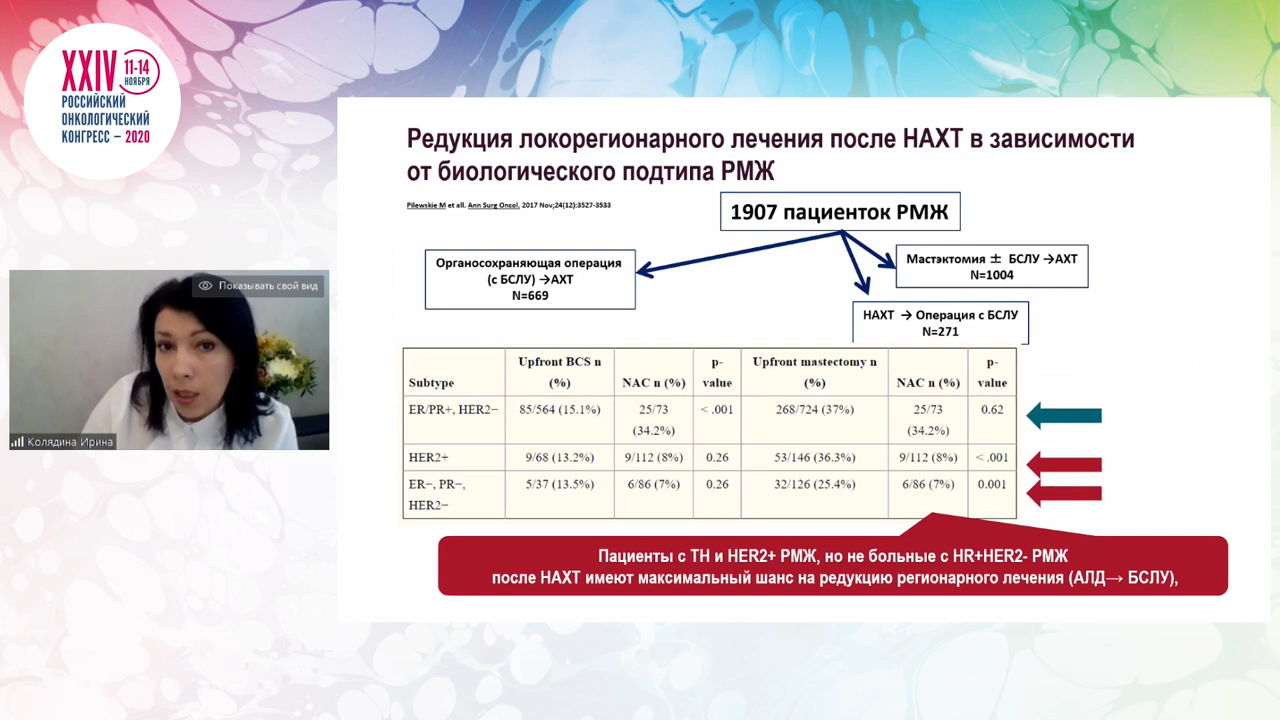 XXIV
11-14
НОЯБРЯ
РОССИЙСКИЙ
ОНКОЛОГИЧЕСКИЙ
КОНГРЕСС – 2020
Показывать свой вид
Колядина Ирина
Редукция локорегионарного лечения после НАХТ в зависимости
от биологического подтипа РМЖ
Pilewskie M et all. Ann Surg Oncol. 2017 Nov;24(12):3527-3533
1907 пациенток РМЖ
Органосохраняющая операция
(с БСЛУ) →АХТ
N=669
Мастэктомия ± БСЛУ →АХТ
N=1004
НАХТ → Операция с БСЛУ
N=271
Subtype | Upfront BCS n (%) | NAC n (%) | p-value | Upfront mastectomy n (%) | NAC n (%) | p-value
ER/PR+, HER2− | 85/564 (15.1%) | 25/73 (34.2%) | < .001 | 268/724 (37%) | 25/73 (34.2%) | 0.62
HER2+ | 9/68 (13.2%) | 9/112 (8%) | 0.26 | 53/146 (36.3%) | 9/112 (8%) | < .001
ER−, PR−, HER2− | 5/37 (13.5%) | 6/86 (7%) | 0.26 | 32/126 (25.4%) | 6/86 (7%) | 0.001
Пациенты с ТН и HER2+ РМЖ, но не больные с HR+HER2- РМЖ
после НАХТ имеют максимальный шанс на редукцию регионарного лечения (АЛД→ БСЛУ),